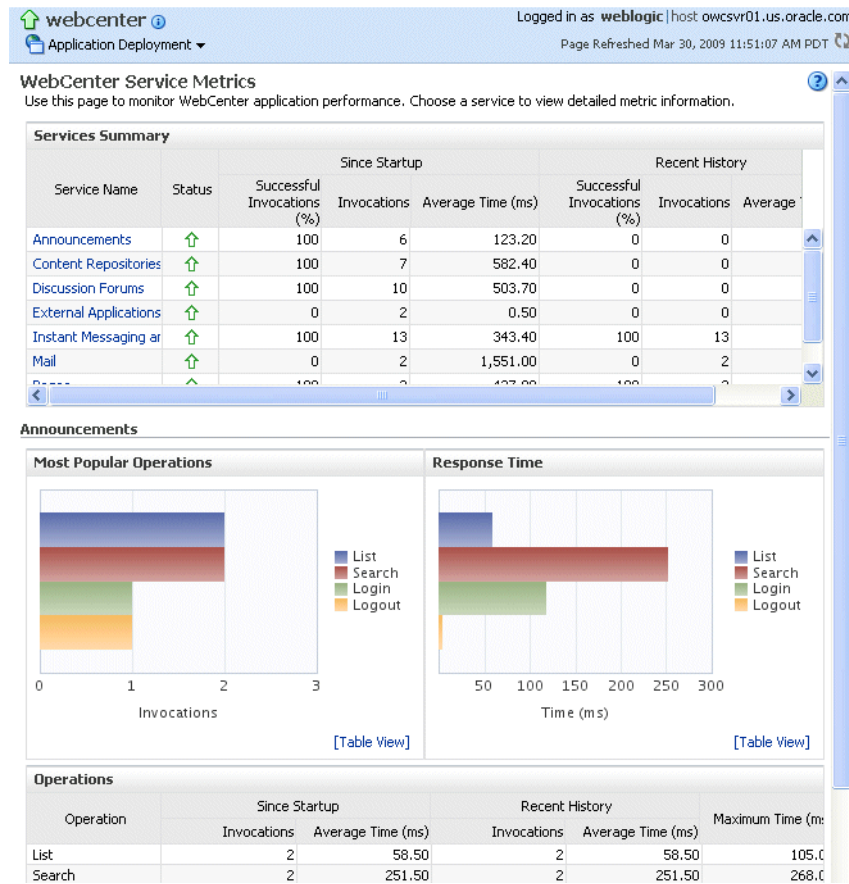 webcenter
Logged in as weblogic|host owcsvr01.us.oracle.com
Application Deployment
Page Refreshed Mar 30, 2009 11:51:07 AM PDT
WebCenter Service Metrics
Use this page to monitor WebCenter application performance. Choose a service to view detailed metric information.
Services Summary
Since Startup Recent History
Service Name Status Successful Invocations (%) Invocations Average Time (ms) Successful Invocations (%) Invocations Average
Announcements 100 6 123.20 0 0
Content Repositories 100 7 582.40 0 0
Discussion Forums 100 10 503.70 0 0
External Applications 0 2 0.50 0 0
Instant Messaging ar 100 13 343.40 100 13
Mail 0 2 1,551.00 0 2
Announcements
Most Popular Operations
Response Time
List
Search
Login
Logout
0 1 2 3
Invocations
[Table View]
List
Search
Login
Logout
50 100 150 200 250 300
Time (ms)
[Table View]
Operations
Operation Since Startup Recent History Maximum Time (m
Invocations Average Time (ms) Invocations Average Time (ms)
List 2 58.50 2 58.50 105.0
Search 2 251.50 2 251.50 268.0